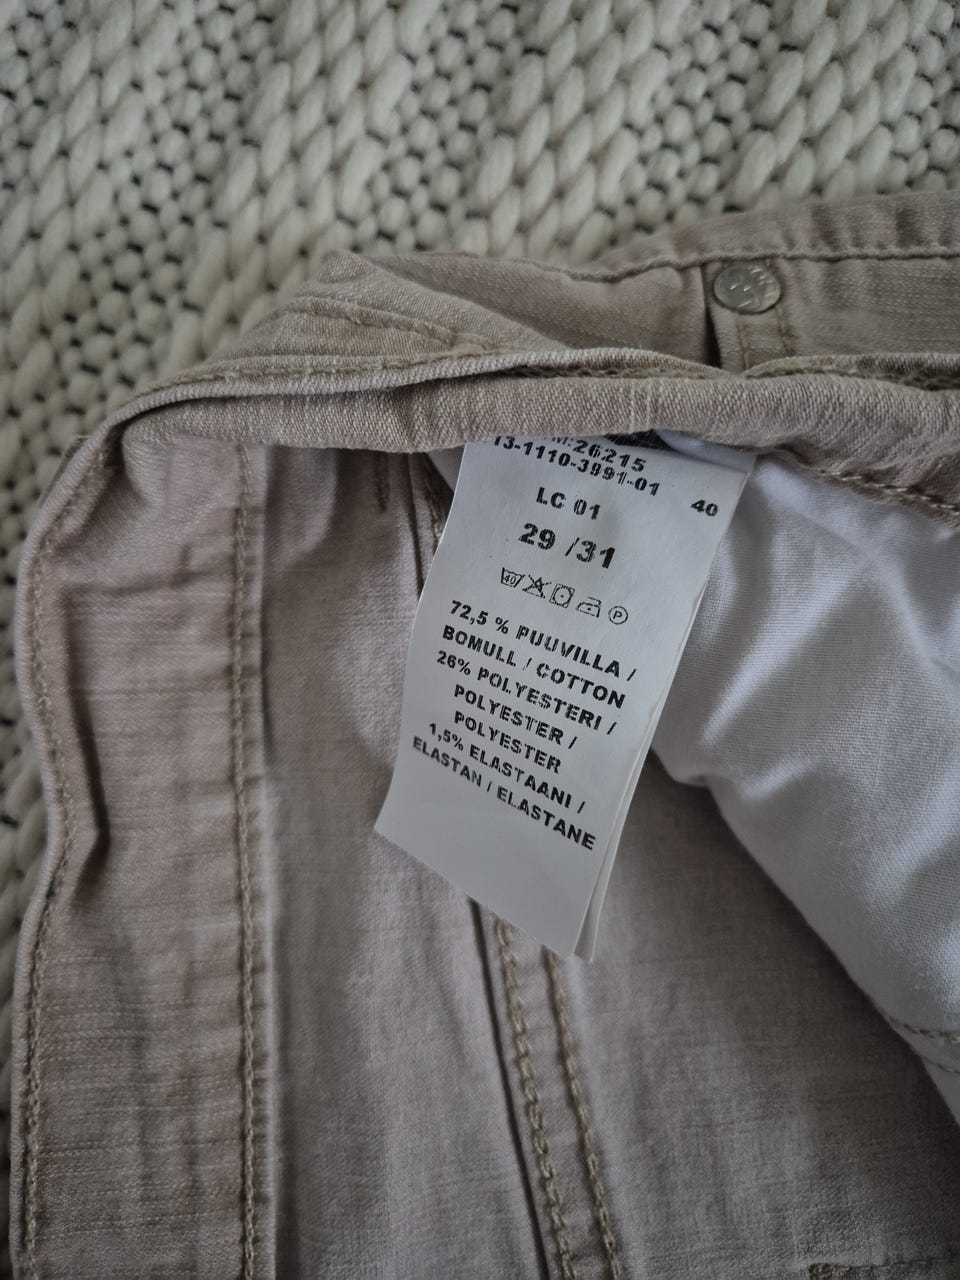 M:26215
13-1110-3991-01
40
LC 01
29 /31
40 P
72,5 % PUUVILLA /
BOMULL / COTTON
26% POLYESTERI /
POLYESTER /
POLYESTER
1,5% ELASTAANI /
ELASTAN / ELASTANE